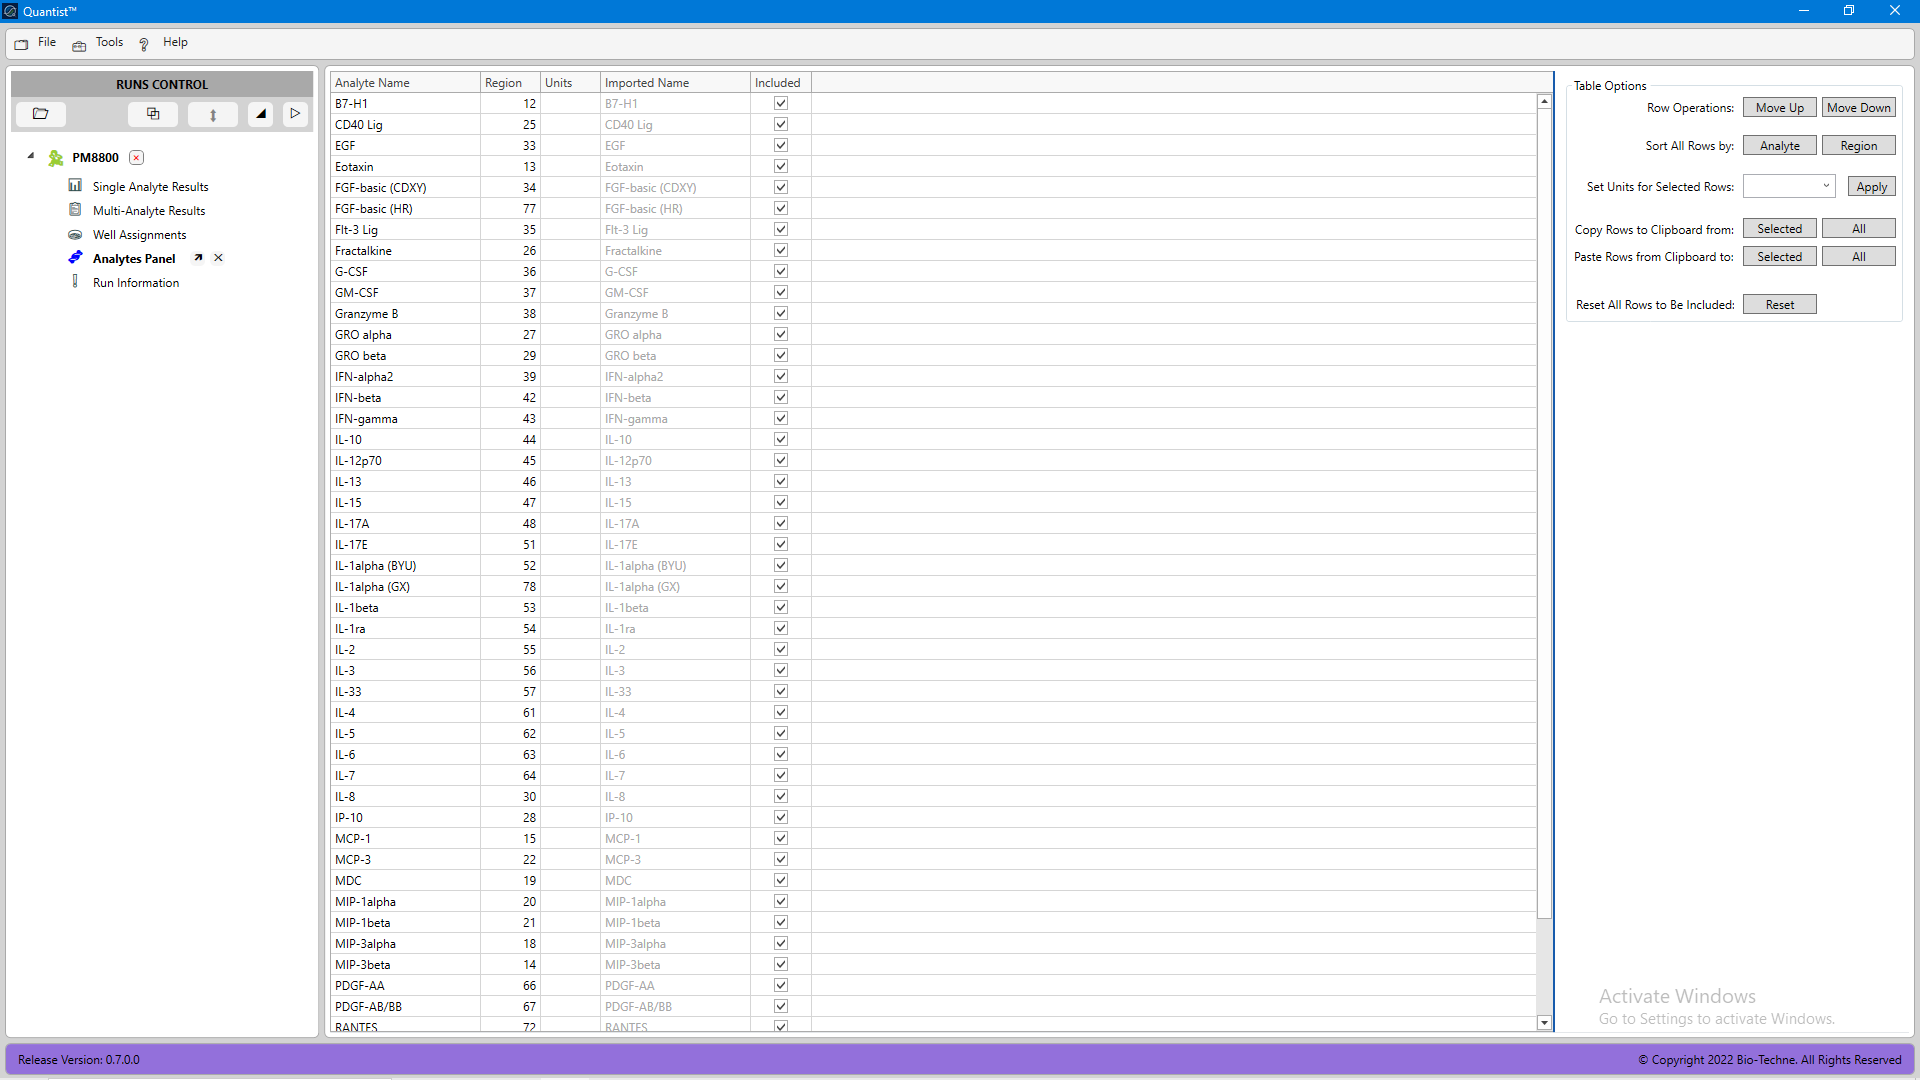 Quantist™
File Tools Help
RUNS CONTROL
PM8800
Single Analyte Results
Multi-Analyte Results
Well Assignments
Analytes Panel
Run Information
Analyte Name Region Units Imported Name Included
B7-H1 12 B7-H1
CD40 Lig 25 CD40 Lig
EGF 33 EGF
Eotaxin 13 Eotaxin
FGF-basic (CDXY) 34 FGF-basic (CDXY)
FGF-basic (HR) 77 FGF-basic (HR)
Flt-3 Lig 35 Flt-3 Lig
Fractalkine 26 Fractalkine
G-CSF 36 G-CSF
GM-CSF 37 GM-CSF
Granzyme B 38 Granzyme B
GRO alpha 27 GRO alpha
GRO beta 29 GRO beta
IFN-alpha2 39 IFN-alpha2
IFN-beta 42 IFN-beta
IFN-gamma 43 IFN-gamma
IL-10 44 IL-10
IL-12p70 45 IL-12p70
IL-13 46 IL-13
IL-15 47 IL-15
IL-17A 48 IL-17A
IL-17E 51 IL-17E
IL-1alpha (BYU) 52 IL-1alpha (BYU)
IL-1alpha (GX) 78 IL-1alpha (GX)
IL-1beta 53 IL-1beta
IL-1ra 54 IL-1ra
IL-2 55 IL-2
IL-3 56 IL-3
IL-33 57 IL-33
IL-4 61 IL-4
IL-5 62 IL-5
IL-6 63 IL-6
IL-7 64 IL-7
IL-8 30 IL-8
IP-10 28 IP-10
MCP-1 15 MCP-1
MCP-3 22 MCP-3
MDC 19 MDC
MIP-1alpha 20 MIP-1alpha
MIP-1beta 21 MIP-1beta
MIP-3alpha 18 MIP-3alpha
MIP-3beta 14 MIP-3beta
PDGF-AA 66 PDGF-AA
PDGF-AB/BB 67 PDGF-AB/BB
RANTES 72 RANTES
Table Options
Row Operations: Move Up Move Down
Sort All Rows by: Analyte Region
Set Units for Selected Rows: Apply
Copy Rows to Clipboard from: Selected All
Paste Rows from Clipboard to: Selected All
Reset All Rows to Be Included: Reset
Activate Windows
Go to Settings to activate Windows.
Release Version: 0.7.0.0
© Copyright 2022 Bio-Techne. All Rights Reserved